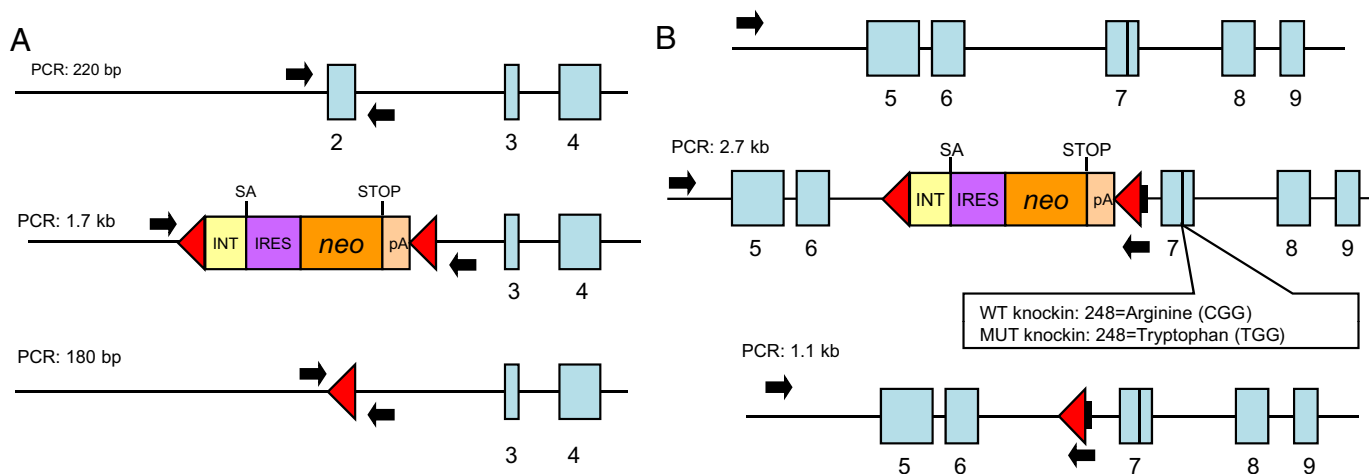 A
PCR: 220 bp
2 3 4
SA STOP
PCR: 1.7 kb
INT IRES neo pA
3 4
PCR: 180 bp
3 4
B
5 6 7 8 9
PCR: 2.7 kb
SA STOP
INT IRES neo pA
5 6 7 8 9
WT knockin: 248=Arginine (CGG)
MUT knockin: 248=Tryptophan (TGG)
PCR: 1.1 kb
5 6 7 8 9